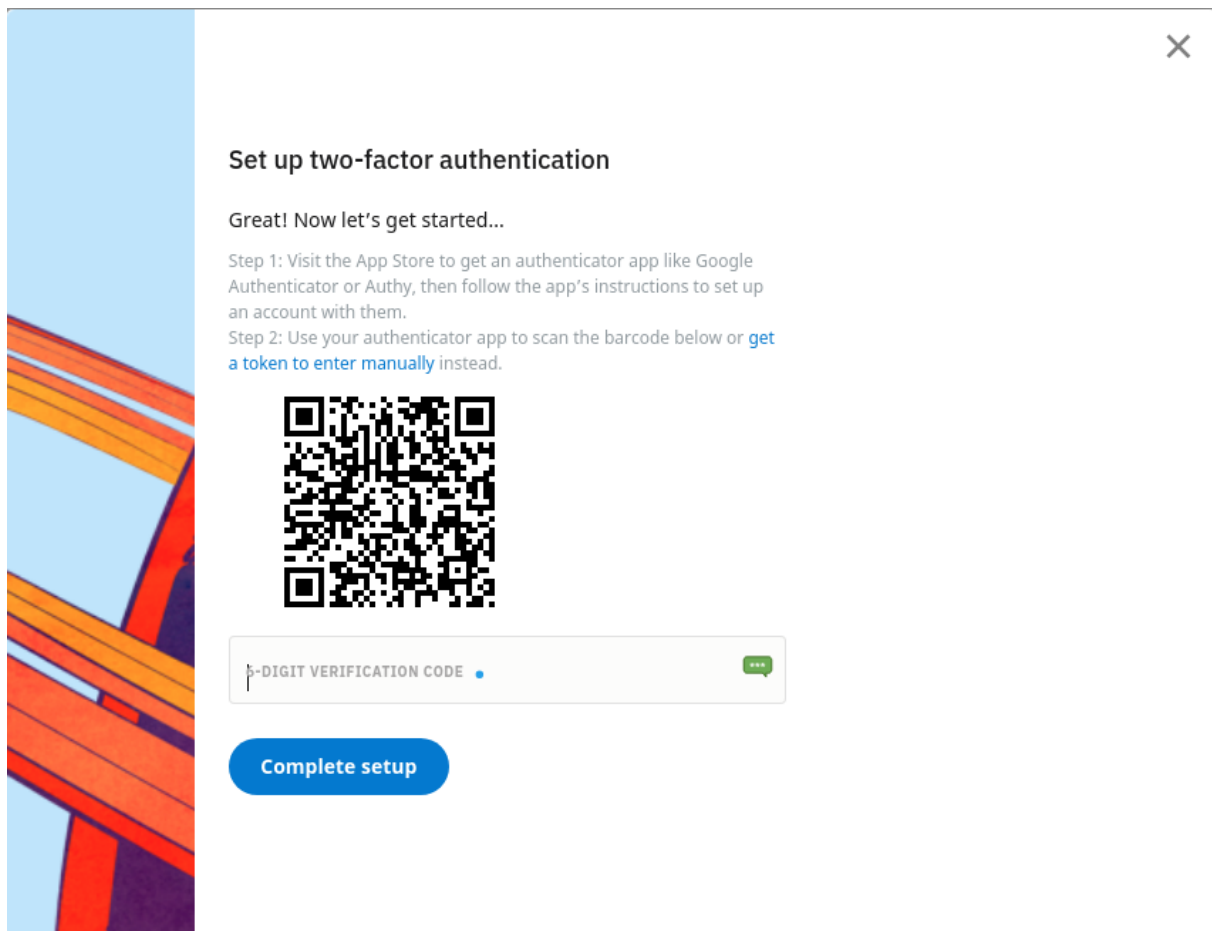 Set up two-factor authentication
Great! Now let's get started...
Step 1: Visit the App Store to get an authenticator app like Google
Authenticator or Authy, then follow the app's instructions to set up
an account with them.
Step 2: Use your authenticator app to scan the barcode below or get
a token to enter manually instead.
6-DIGIT VERIFICATION CODE
Complete setup